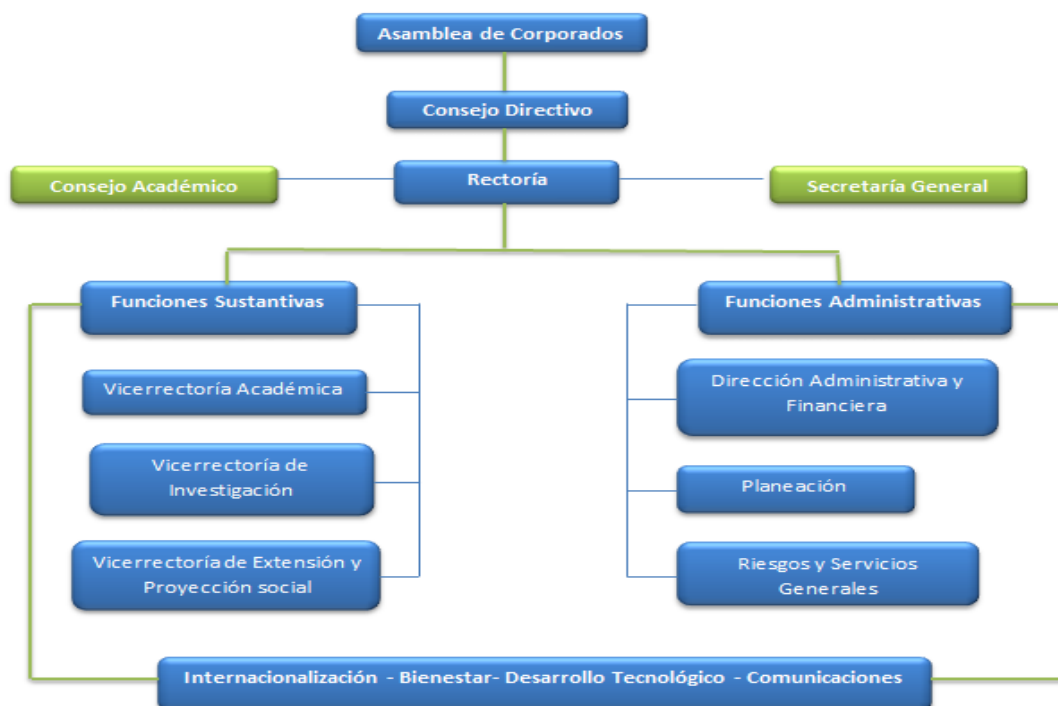 Asamblea de Corporados
Consejo Directivo
Consejo Académico
Rectoría
Secretaría General
Funciones Sustantivas
Funciones Administrativas
Vicerrectoría Académica
Dirección Administrativa y
Financiera
Vicerrectoría de
Investigación
Planeación
Vicerrectoría de Extensión y
Proyección social
Riesgos y Servicios
Generales
Internacionalización - Bienestar- Desarrollo Tecnológico - Comunicaciones